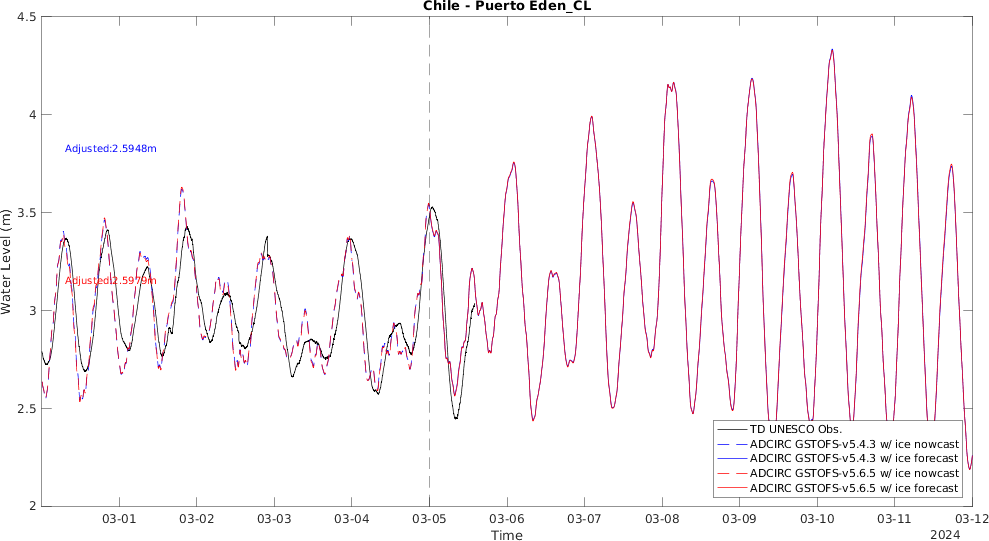 Chile - Puerto Eden_CL
4.5
4
3.5
3
2.5
2
Water Level (m)
Adjusted:2.5948m
Adjusted:2.5979m
TD UNESCO Obs.
ADCIRC GSTOFS-v5.4.3 w/ ice nowcast
ADCIRC GSTOFS-v5.4.3 w/ ice forecast
ADCIRC GSTOFS-v5.6.5 w/ ice nowcast
ADCIRC GSTOFS-v5.6.5 w/ ice forecast
03-01 03-02 03-03 03-04 03-05 03-06 03-07 03-08 03-09 03-10 03-11 03-12
Time
2024